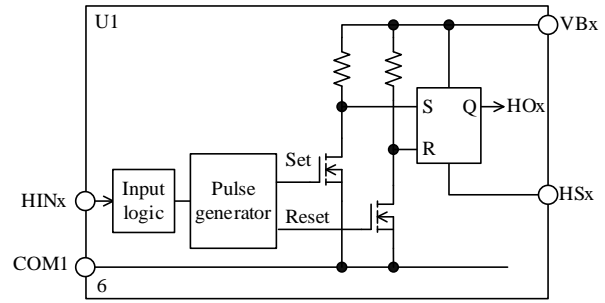 U1
VBx
S
Q
HOx
R
Set
HINx
Input
logic
Pulse
generator
HSx
Reset
COM1
6